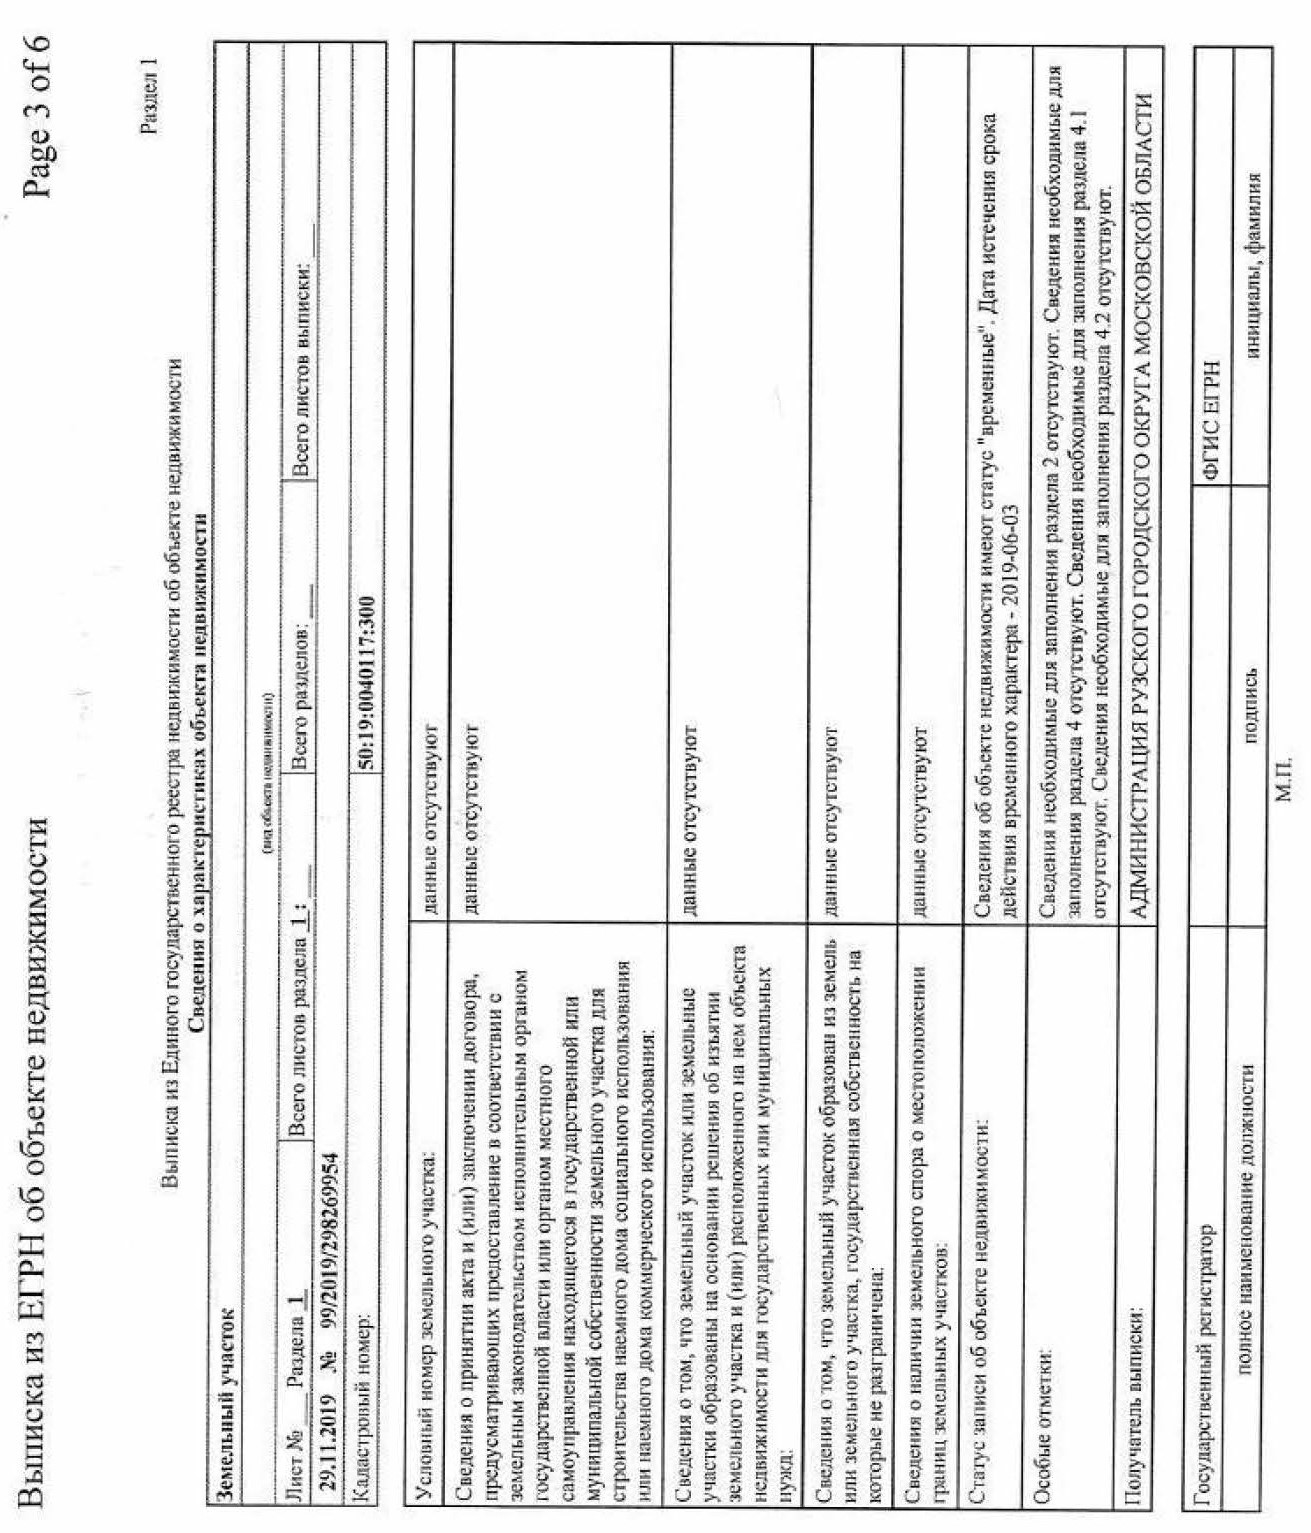 Выписка из ЕГРН об объекте недвижимости
Page 3 of 6
Раздел 1
Выписка из Единого государственного реестра недвижимости об объекте недвижимости
Сведения о характеристиках объекта недвижимости
Земельный участок
(вид объекта недвижимости)
Лист № ___ Раздела 1
Всего листов раздела 1 : ___
Всего разделов: ___
Всего листов выписки: ___
29.11.2019 № 99/2019/298269954
Кадастровый номер:
50:19:0040117:300
Условный номер земельного участка:
данные отсутствуют
Сведения о принятии акта и (или) заключении договора,
предусматривающих предоставление в соответствии с
земельным законодательством исполнительным органом
государственной власти или органом местного
самоуправления находящегося в государственной или
муниципальной собственности земельного участка для
строительства наемного дома социального использования
или наемного дома коммерческого использования:
данные отсутствуют
Сведения о том, что земельный участок или земельные
участки образованы на основании решения об изъятии
земельного участка и (или) расположенного на нем объекта
недвижимости для государственных или муниципальных
нужд:
данные отсутствуют
Сведения о том, что земельный участок образован из земель
или земельного участка, государственная собственность на
которые не разграничена:
данные отсутствуют
Сведения о наличии земельного спора о местоположении
границ земельных участков:
данные отсутствуют
Статус записи об объекте недвижимости:
Сведения об объекте недвижимости имеют статус "временные". Дата истечения срока
действия временного характера - 2019-06-03
Особые отметки:
Сведения необходимые для заполнения раздела 2 отсутствуют. Сведения необходимые для
заполнения раздела 4 отсутствуют. Сведения необходимые для заполнения раздела 4.1
отсутствуют. Сведения необходимые для заполнения раздела 4.2 отсутствуют.
Получатель выписки:
АДМИНИСТРАЦИЯ РУЗСКОГО ГОРОДСКОГО ОКРУГА МОСКОВСКОЙ ОБЛАСТИ
Государственный регистратор
ФГИС ЕГРН
полное наименование должности
подпись
инициалы, фамилия
М.П.